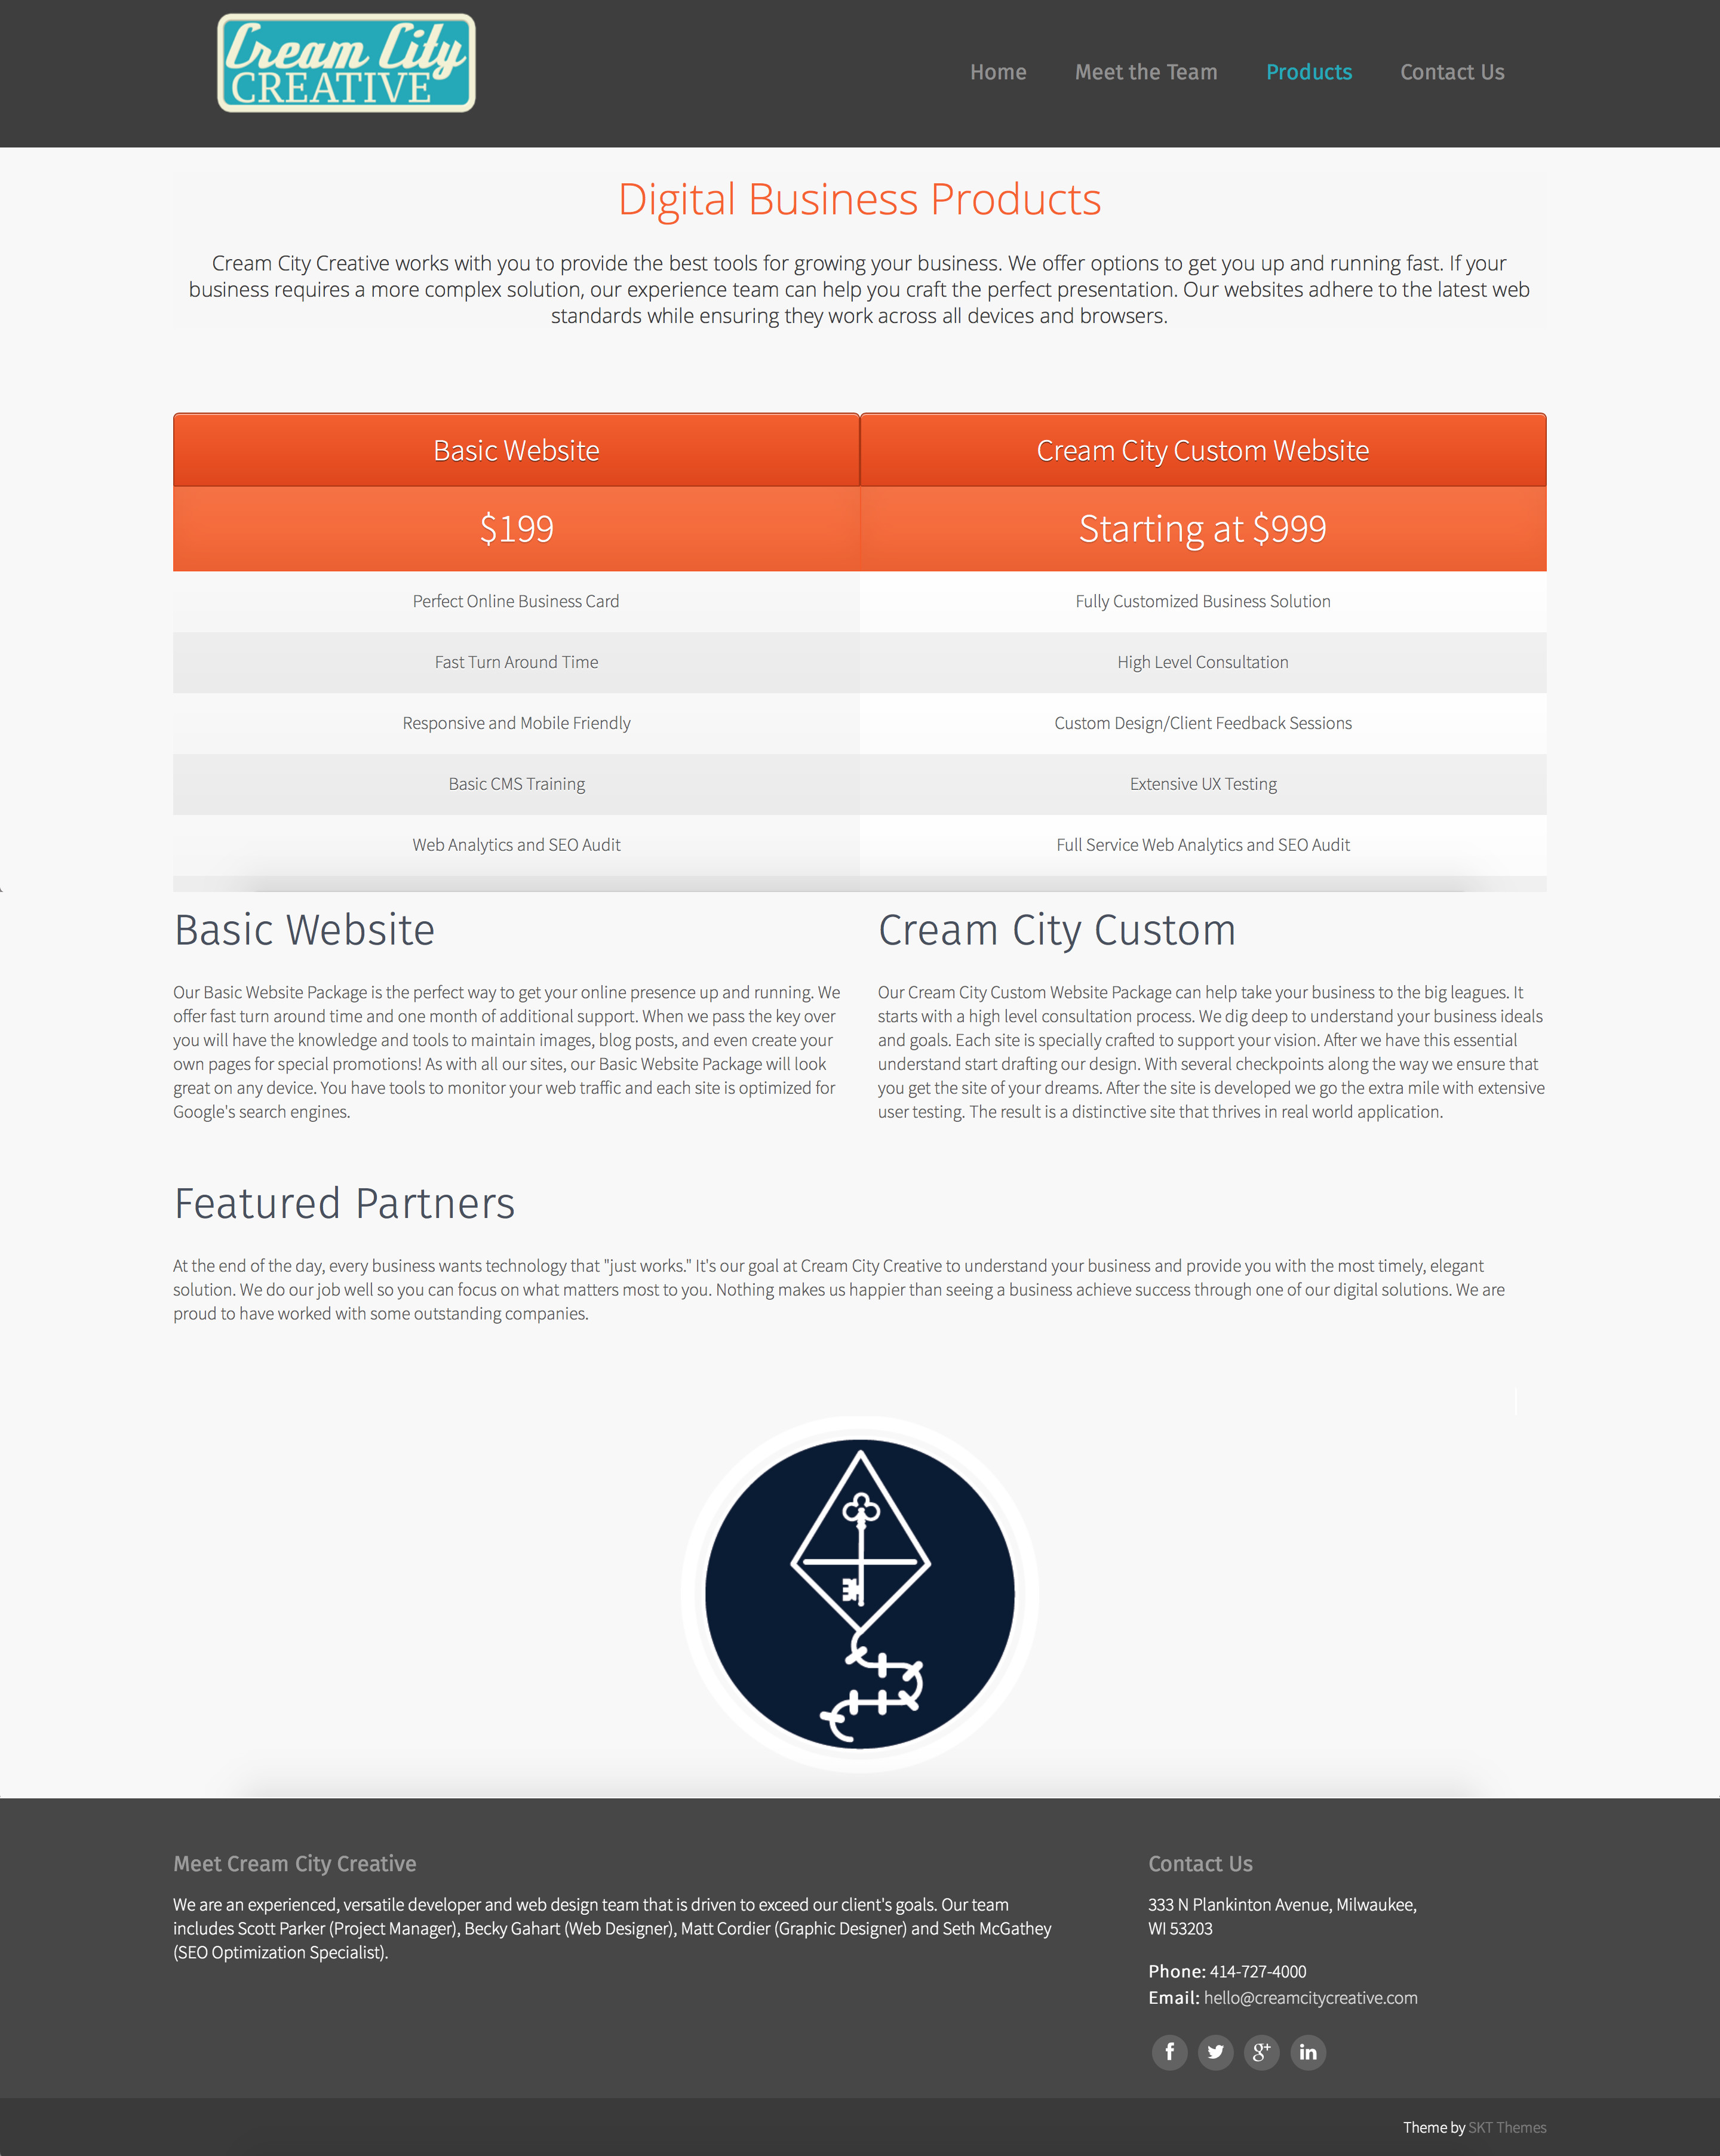 Cream City
CREATIVE
Home Meet the Team Products Contact Us
Digital Business Products
Cream City Creative works with you to provide the best tools for growing your business. We offer options to get you up and running fast. If your
business requires a more complex solution, our experience team can help you craft the perfect presentation. Our websites adhere to the latest web
standards while ensuring they work across all devices and browsers.
Basic Website
$199
Perfect Online Business Card
Fast Turn Around Time
Responsive and Mobile Friendly
Basic CMS Training
Web Analytics and SEO Audit
Cream City Custom Website
Starting at $999
Fully Customized Business Solution
High Level Consultation
Custom Design/Client Feedback Sessions
Extensive UX Testing
Full Service Web Analytics and SEO Audit
Basic Website
Our Basic Website Package is the perfect way to get your online presence up and running. We
offer fast turn around time and one month of additional support. When we pass the key over
you will have the knowledge and tools to maintain images, blog posts, and even create your
own pages for special promotions! As with all our sites, our Basic Website Package will look
great on any device. You have tools to monitor your web traffic and each site is optimized for
Google's search engines.
Cream City Custom
Our Cream City Custom Website Package can help take your business to the big leagues. It
starts with a high level consultation process. We dig deep to understand your business ideals
and goals. Each site is specially crafted to support your vision. After we have this essential
understand start drafting our design. With several checkpoints along the way we ensure that
you get the site of your dreams. After the site is developed we go the extra mile with extensive
user testing. The result is a distinctive site that thrives in real world application.
Featured Partners
At the end of the day, every business wants technology that "just works." It's our goal at Cream City Creative to understand your business and provide you with the most timely, elegant
solution. We do our job well so you can focus on what matters most to you. Nothing makes us happier than seeing a business achieve success through one of our digital solutions. We are
proud to have worked with some outstanding companies.
Meet Cream City Creative
We are an experienced, versatile developer and web design team that is driven to exceed our client's goals. Our team
includes Scott Parker (Project Manager), Becky Gahart (Web Designer), Matt Cordier (Graphic Designer) and Seth McGathey
(SEO Optimization Specialist).
Contact Us
333 N Plankinton Avenue, Milwaukee,
WI 53203
Phone: 414-727-4000
Email: hello@creamcitycreative.com
Theme by SKT Themes